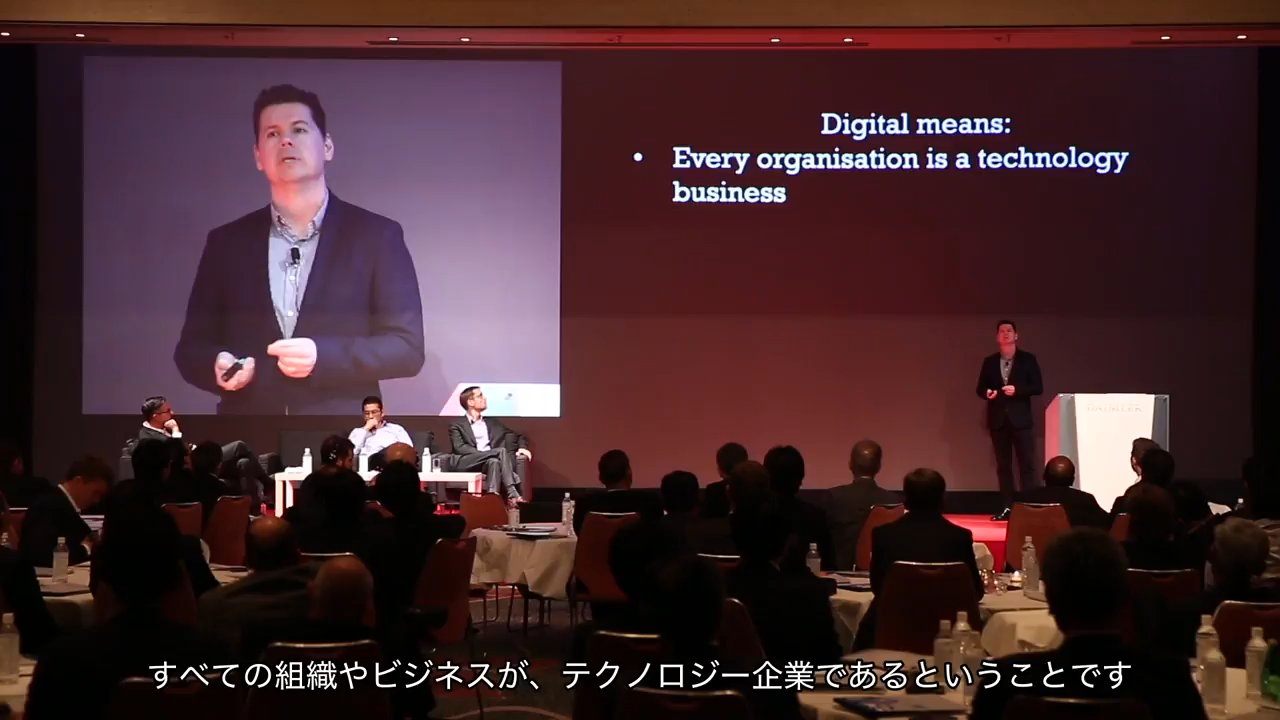 Digital means:
• Every organisation is a technology
business
すべての組織やビジネスが、テクノロジー企業であるということです